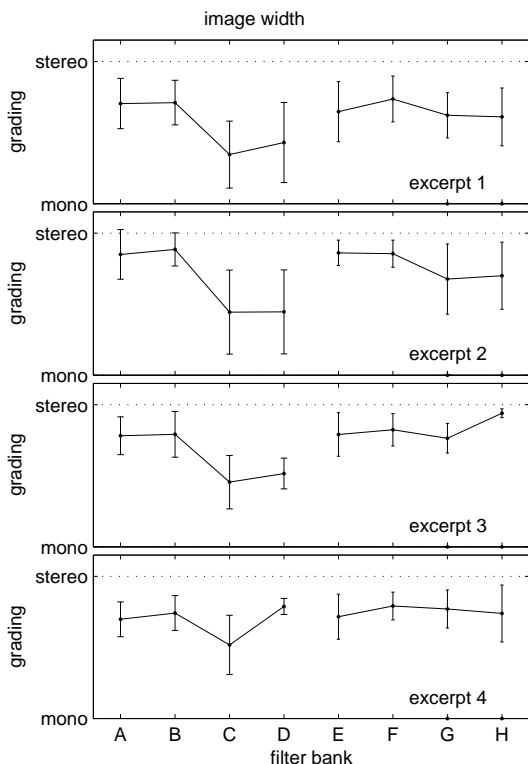 image width
stereo
grading
excerpt 1
mono
stereo
grading
excerpt 2
mono
stereo
grading
excerpt 3
mono
stereo
grading
excerpt 4
mono
A B C D E F G H
filter bank